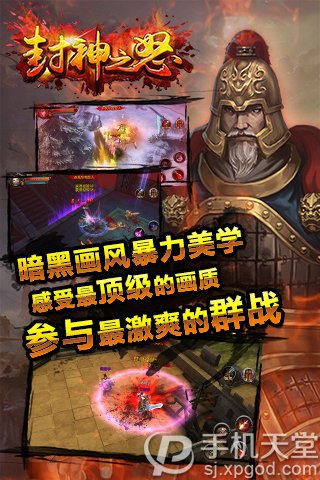 封神之怒
暗黑画风暴力美学
感受最顶级的画质
参与最激爽的群战
手机天堂
sj.xpgod.com